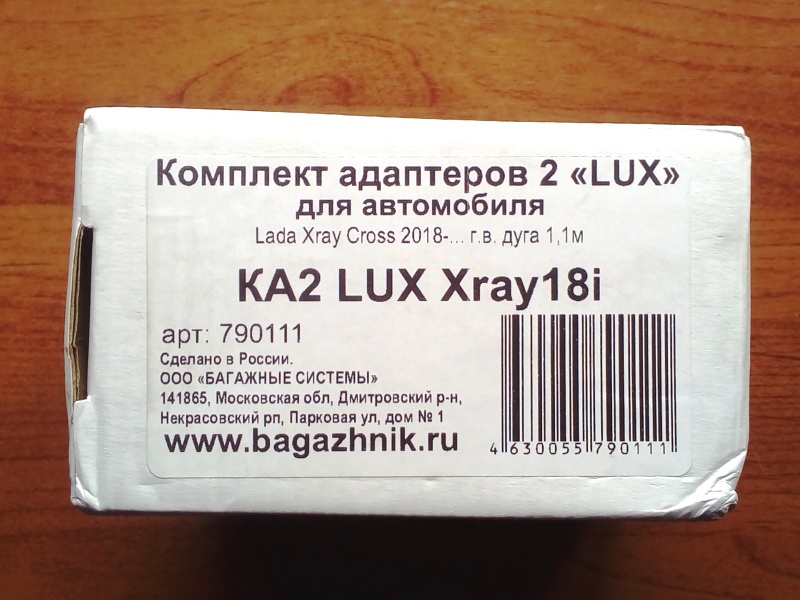 Комплект адаптеров 2 «LUX»
для автомобиля
Lada Xray Cross 2018-... г.в. дуга 1,1м
КА2 LUX Xray18i
арт: 790111
Сделано в России.
ООО «БАГАЖНЫЕ СИСТЕМЫ»
141865, Московская обл, Дмитровский р-н,
Некрасовский рп, Парковая ул, дом № 1
www.bagazhnik.ru
4 630055 790111